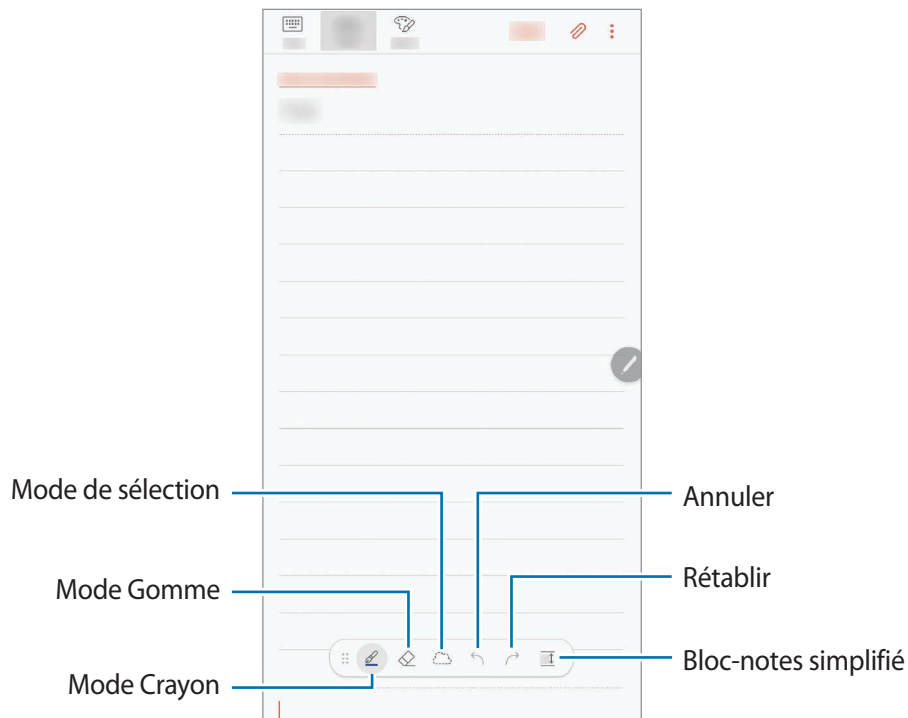 Mode de sélection
Annuler
Mode Gomme
Rétablir
Mode Crayon
Bloc-notes simplifié